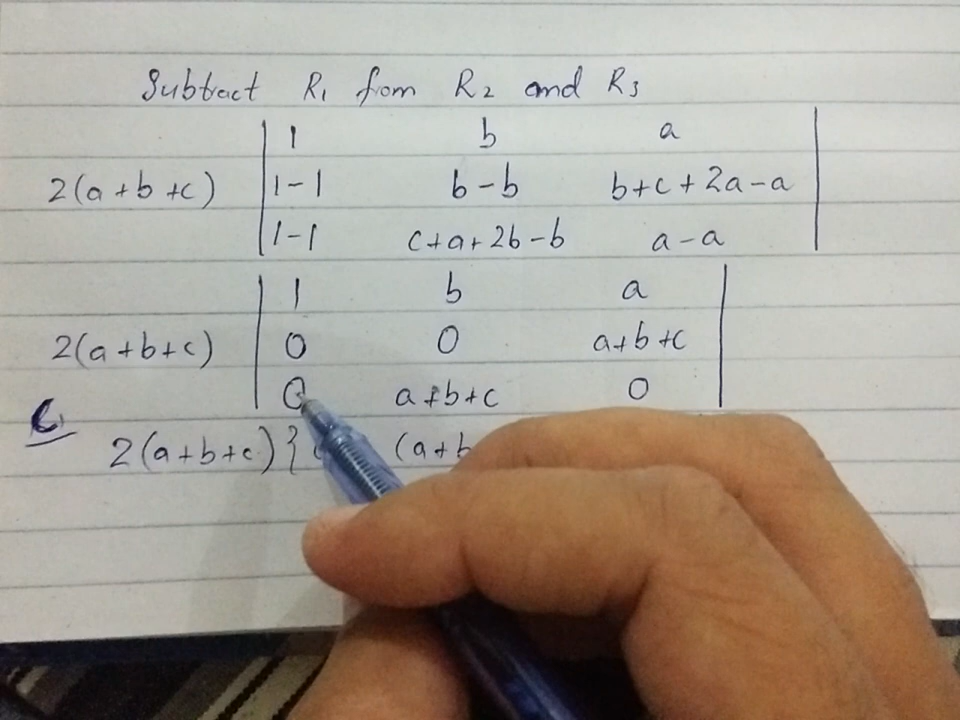 Subtract R₁ from R₂ and R₃
| 1 b a |
2(a+b+c) | 1-1 b-b b+c+2a-a |
| 1-1 c+a+2b-b a-a |
| 1 b a |
2(a+b+c) | 0 0 a+b+c |
| 0 a+b+c 0 |
2(a+b+c) } (a+b